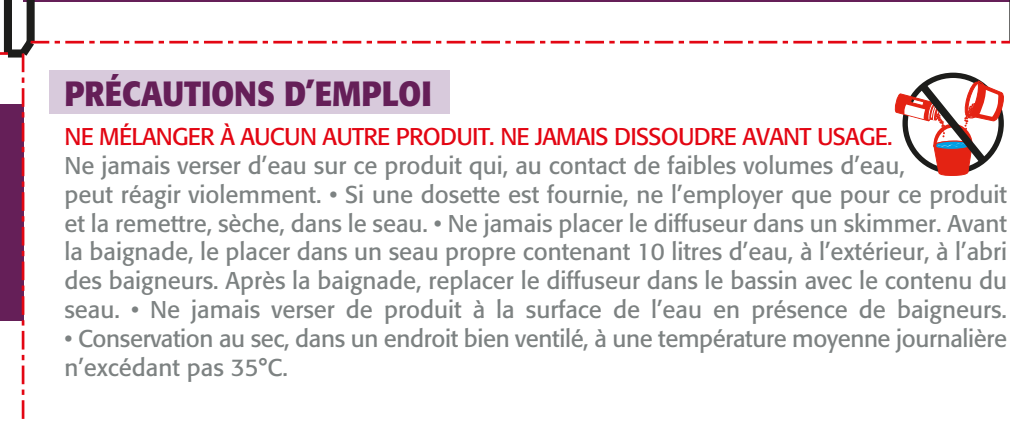 PRÉCAUTIONS D’EMPLOI
NE MÉLANGER À AUCUN AUTRE PRODUIT. NE JAMAIS DISSOUDRE AVANT USAGE.
Ne jamais verser d’eau sur ce produit qui, au contact de faibles volumes d’eau,
peut réagir violemment. • Si une dosette est fournie, ne l’employer que pour ce produit
et la remettre, sèche, dans le seau. • Ne jamais placer le diffuseur dans un skimmer. Avant
la baignade, le placer dans un seau propre contenant 10 litres d’eau, à l’extérieur, à l’abri
des baigneurs. Après la baignade, replacer le diffuseur dans le bassin avec le contenu du
seau. • Ne jamais verser de produit à la surface de l’eau en présence de baigneurs.
• Conservation au sec, dans un endroit bien ventilé, à une température moyenne journalière
n’excédant pas 35°C.